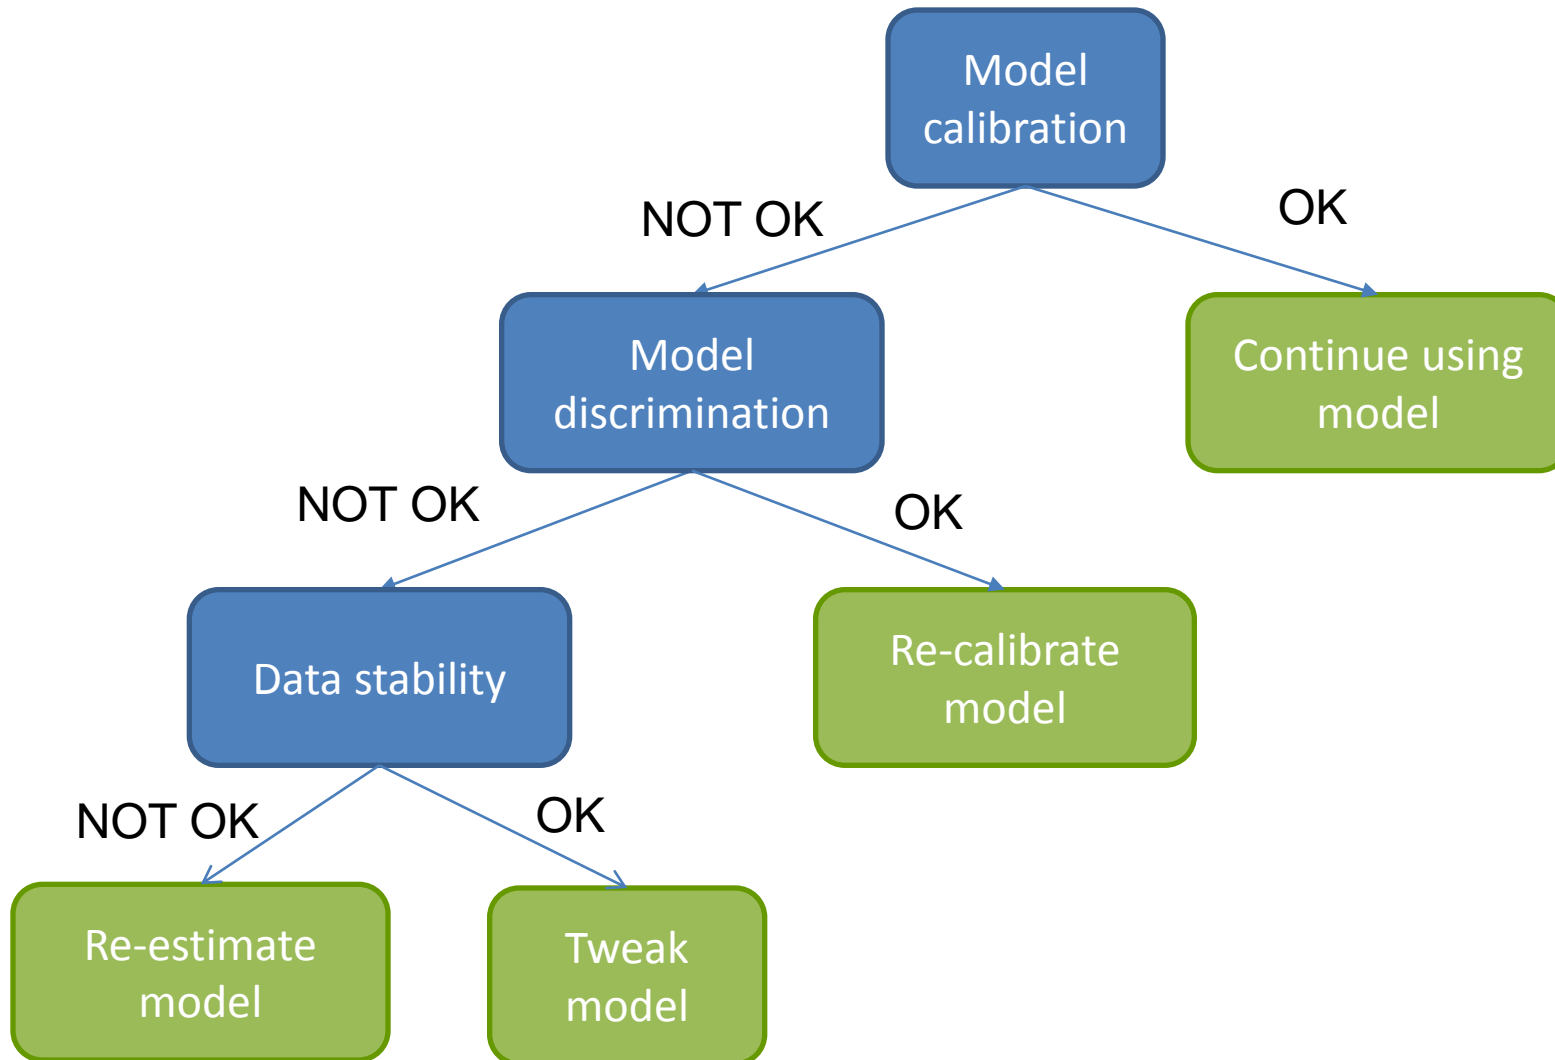 Model
calibration
NOT OK
OK
Model
discrimination
Continue using
model
NOT OK
OK
Data stability
Re-calibrate
model
NOT OK
OK
Re-estimate
model
Tweak
model